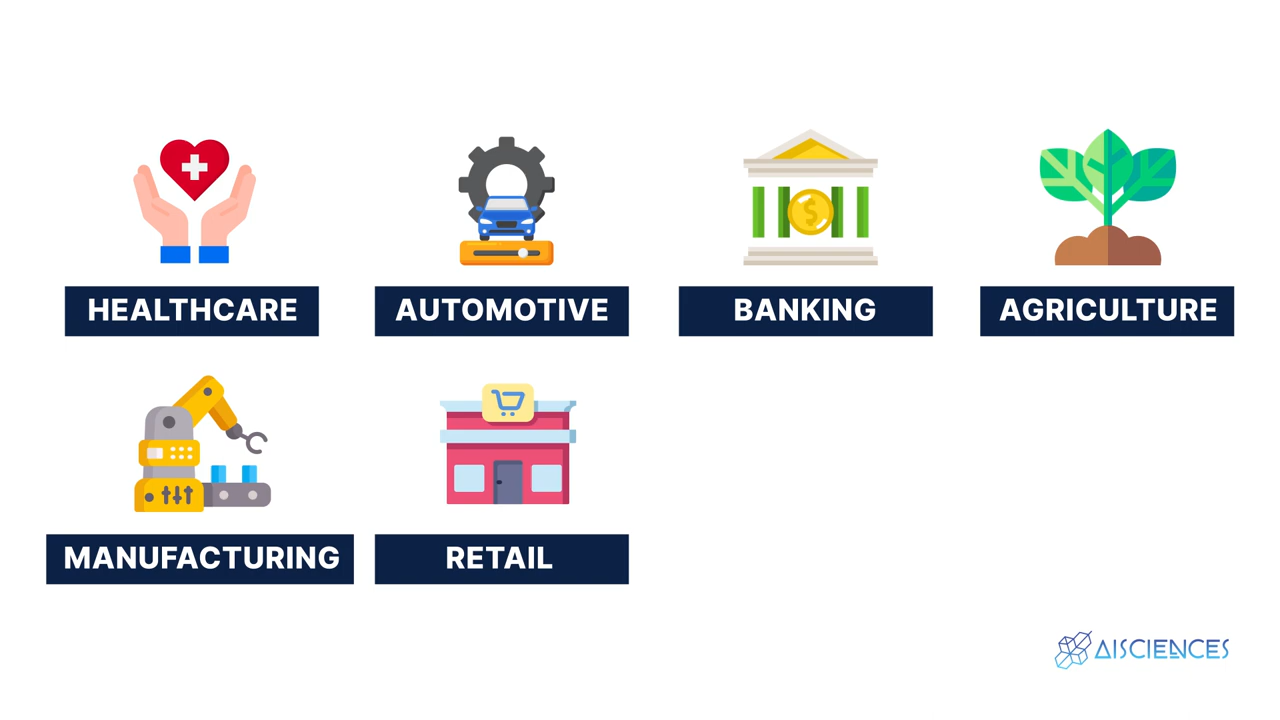 HEALTHCARE
AUTOMOTIVE
BANKING
AGRICULTURE
MANUFACTURING
RETAIL
AISCIENCES